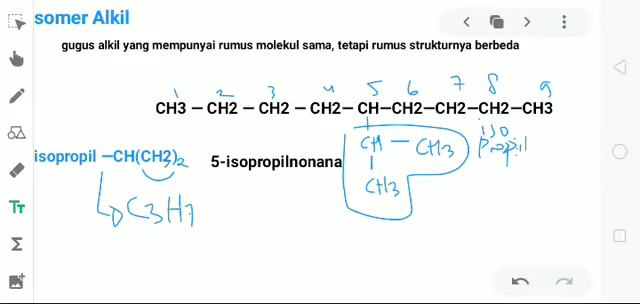 somer Alkil
gugus alkil yang mempunyai rumus molekul sama, tetapi rumus strukturnya berbeda
1 2 3 4 5 6 7 8 9
CH3 – CH2 – CH2 – CH2 – CH –CH2 –CH2 –CH2 –CH3
CH – CH3
iso
propil
isopropil –CH(CH3)2
5-isopropilnonana
CH3
C3H7
Tт
Σ